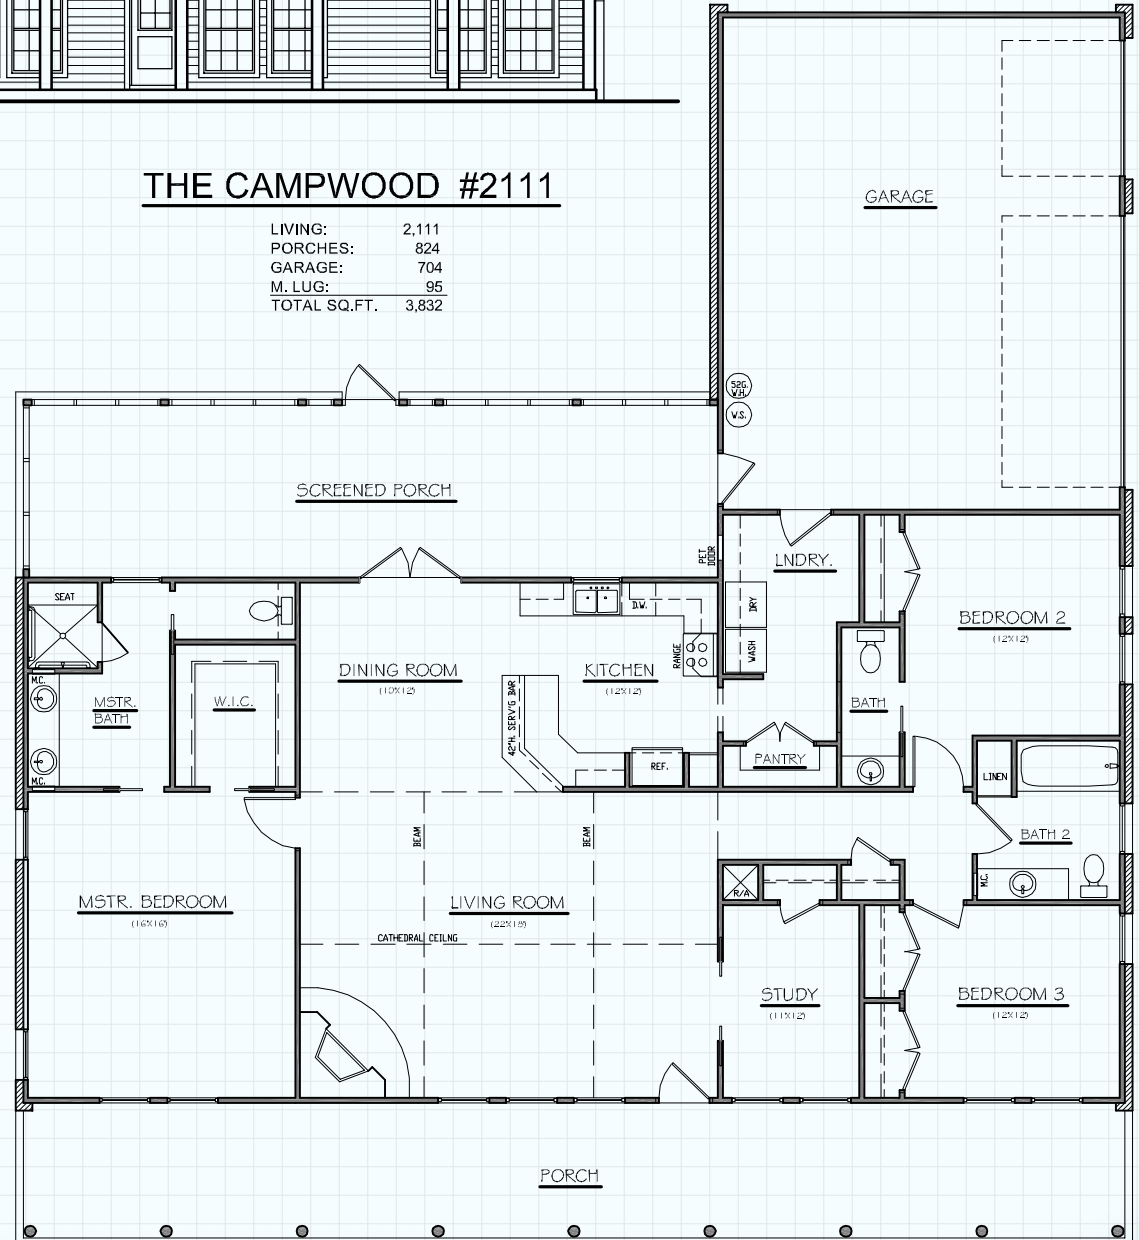 THE CAMPWOOD #2111
LIVING: 2,111
PORCHES: 824
GARAGE: 704
M. LUG: 95
TOTAL SQ.FT. 3,832
GARAGE
52G.
W.H.
W.S.
SCREENED PORCH
PET
DOOR
LNDRY.
DRY
WASH
BEDROOM 2
(12X12)
SEAT
M.C.
MSTR.
BATH
M.C.
W.I.C.
DINING ROOM
(10X12)
KITCHEN
(12X12)
D.W.
RANGE
42"H. SERV'G BAR
REF.
PANTRY
BATH
LINEN
BATH 2
M.C.
BEAM
BEAM
MSTR. BEDROOM
(16X16)
LIVING ROOM
(22X18)
CATHEDRAL CEILNG
R/A
STUDY
(11X12)
BEDROOM 3
(12X12)
PORCH